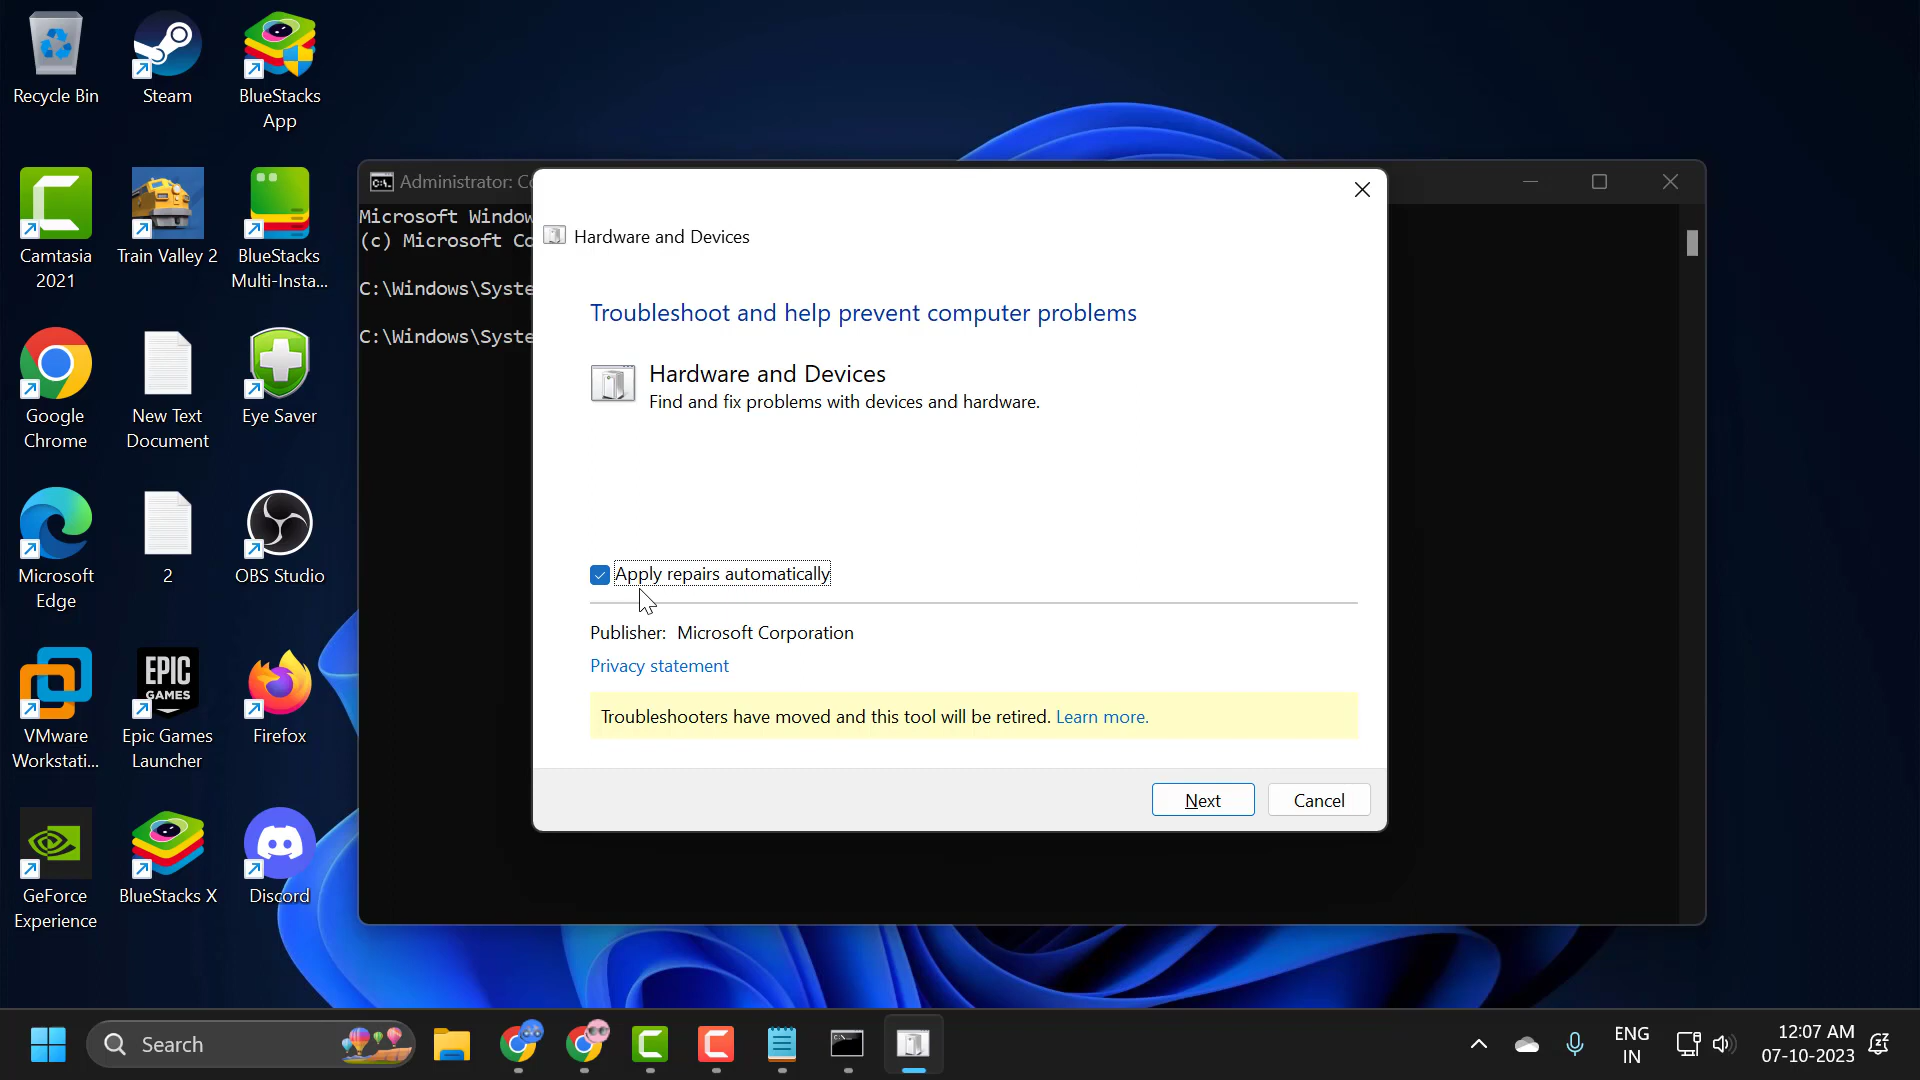 Recycle Bin
Steam
BlueStacks
App
Camtasia
2021
Train Valley 2
BlueStacks
Multi-Insta...
Google
Chrome
New Text
Document
Eye Saver
Microsoft
Edge
2
OBS Studio
VMware
Workstati...
EPIC
GAMES
Epic Games
Launcher
Firefox
GeForce
Experience
BlueStacks X
Discord
Administrator: Co
Microsoft Window
(c) Microsoft Co
C:\Windows\Syste
C:\Windows\Syste
Hardware and Devices
Troubleshoot and help prevent computer problems
Hardware and Devices
Find and fix problems with devices and hardware.
Apply repairs automatically
Publisher: Microsoft Corporation
Privacy statement
Troubleshooters have moved and this tool will be retired. Learn more.
Next
Cancel
Search
ENG
IN
12:07 AM
07-10-2023